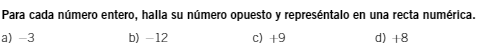 Para cada número entero, halla su número opuesto y represéntalo en una recta numérica.
a) −3 b) −12 c) +9 d) +8